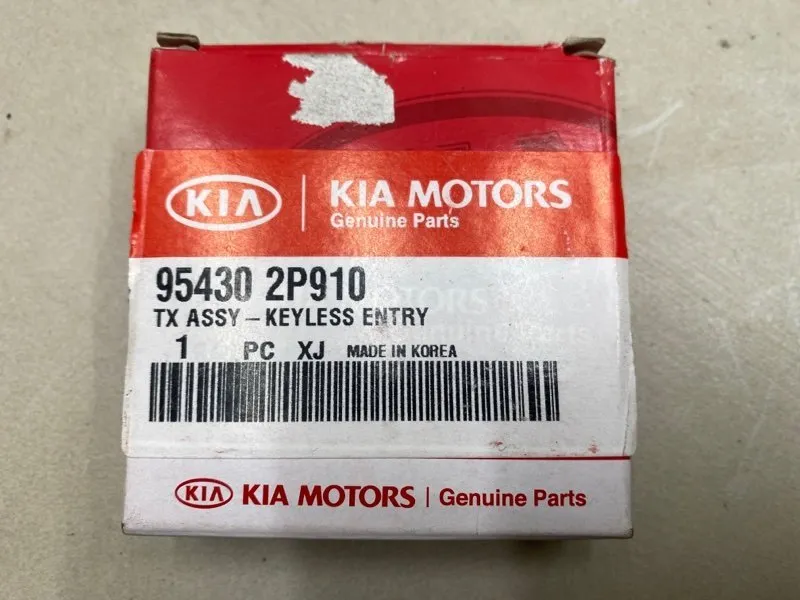 KIA KIA MOTORS
Genuine Parts
95430 2P910
TX ASSY – KEYLESS ENTRY
1 PC XJ MADE IN KOREA
KIA KIA MOTORS | Genuine Parts